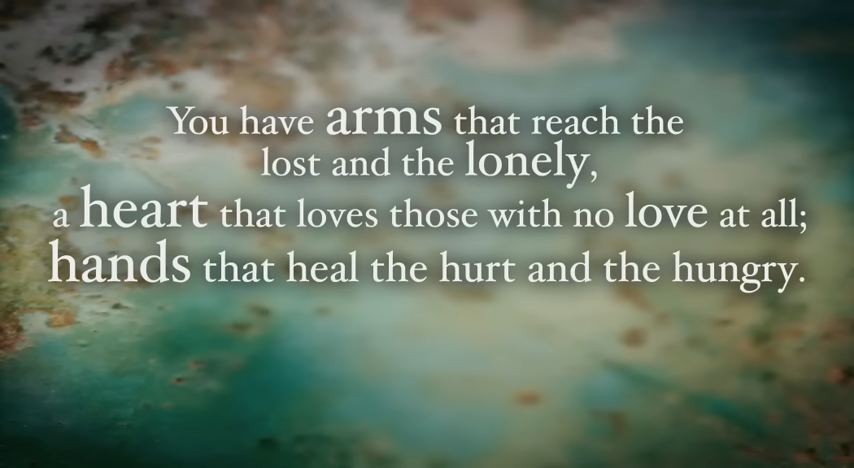 You have arms that reach the
lost and the lonely,
a heart that loves those with no love at all;
hands that heal the hurt and the hungry.